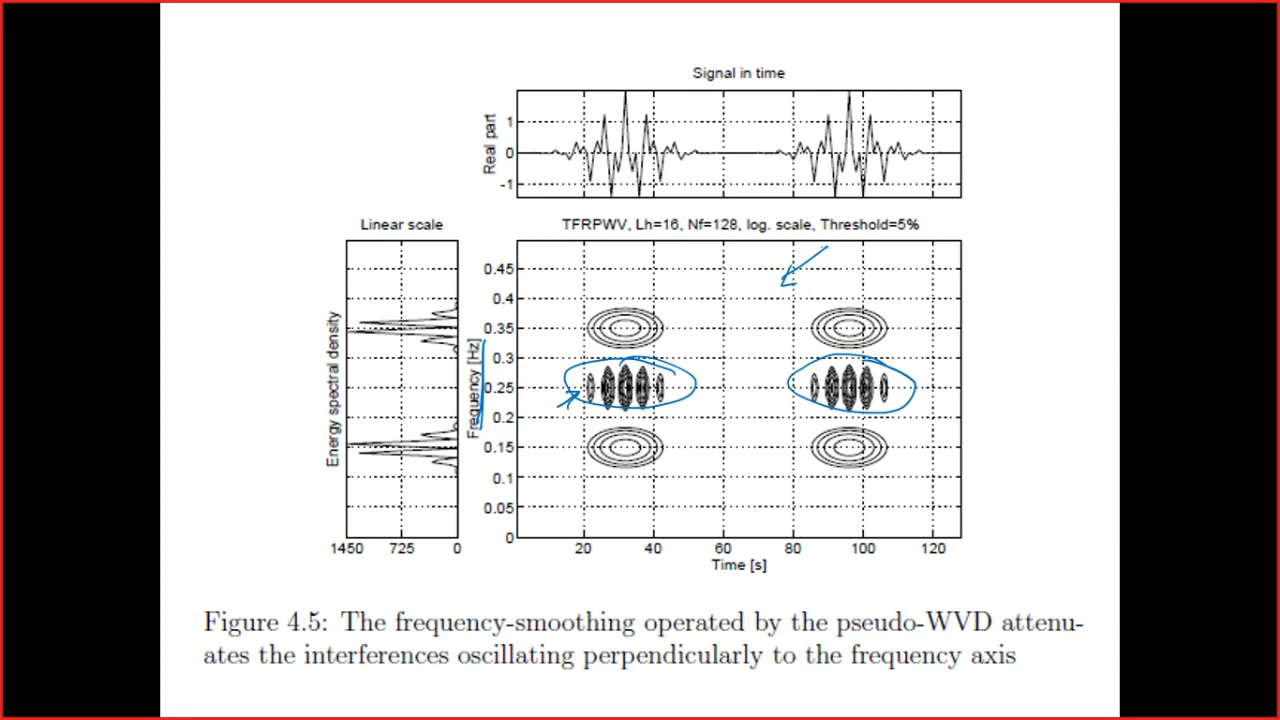 Signal in time
Real part
1
0
-1
Linear scale
TFRPWV, Lh=16, Nf=128, log. scale, Threshold=5%
Energy spectral density
1450 725 0
Frequency [Hz]
0.45
0.4
0.35
0.3
0.25
0.2
0.15
0.1
0.05
0
20 40 60 80 100 120
Time [s]
Figure 4.5: The frequency-smoothing operated by the pseudo-WVD attenu-
ates the interferences oscillating perpendicularly to the frequency axis